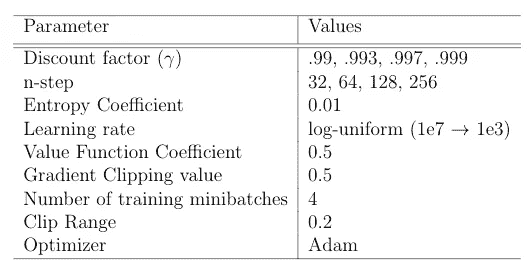 Parameter Values
Discount factor (γ) .99, .993, .997, .999
n-step 32, 64, 128, 256
Entropy Coefficient 0.01
Learning rate log-uniform (1e7 → 1e3)
Value Function Coefficient 0.5
Gradient Clipping value 0.5
Number of training minibatches 4
Clip Range 0.2
Optimizer Adam